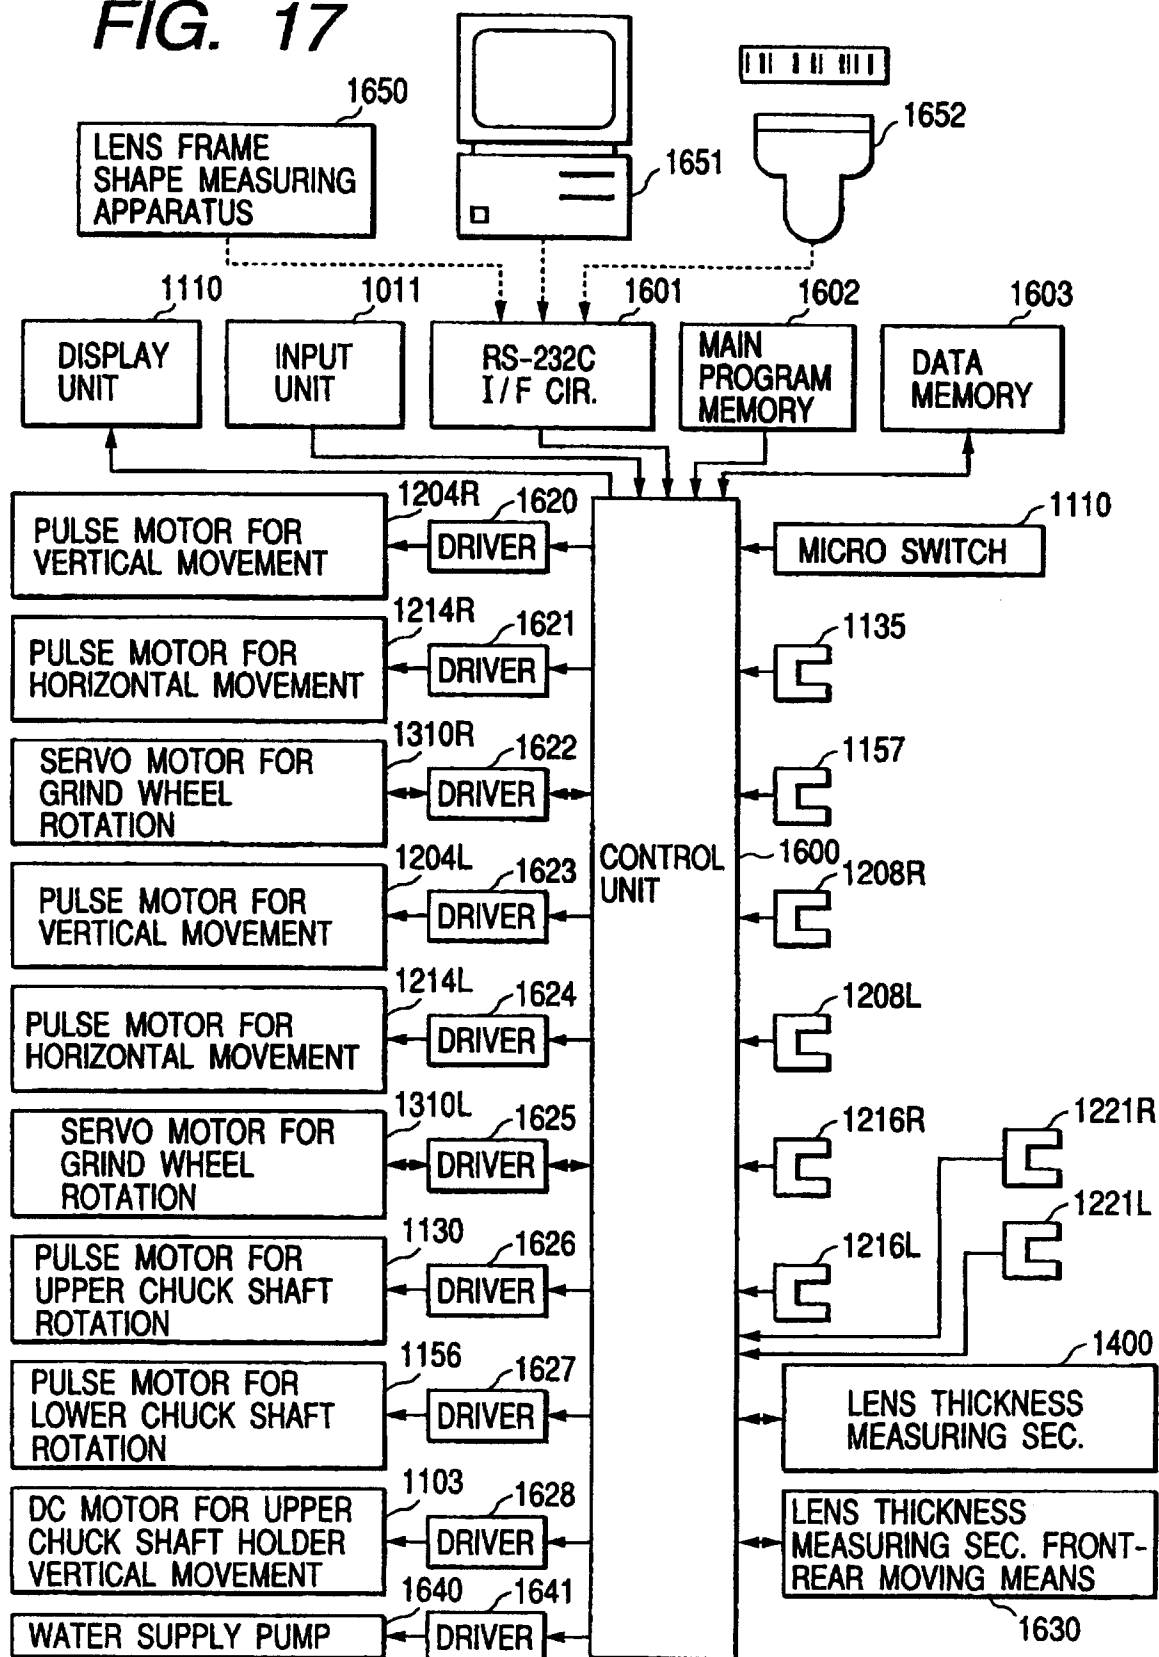 FIG. 17
1650
LENS FRAME
SHAPE MEASURING
APPARATUS
1651
1652
1110
DISPLAY
UNIT
1011
INPUT
UNIT
1601
RS-232C
I/F CIR.
1602
MAIN
PROGRAM
MEMORY
1603
DATA
MEMORY
1204R
PULSE MOTOR FOR
VERTICAL MOVEMENT
1620
DRIVER
1214R
PULSE MOTOR FOR
HORIZONTAL MOVEMENT
1621
DRIVER
1310R
SERVO MOTOR FOR
GRIND WHEEL
ROTATION
1622
DRIVER
1204L
PULSE MOTOR FOR
VERTICAL MOVEMENT
1623
DRIVER
1214L
PULSE MOTOR FOR
HORIZONTAL MOVEMENT
1624
DRIVER
1310L
SERVO MOTOR FOR
GRIND WHEEL
ROTATION
1625
DRIVER
1130
PULSE MOTOR FOR
UPPER CHUCK SHAFT
ROTATION
1626
DRIVER
1156
PULSE MOTOR FOR
LOWER CHUCK SHAFT
ROTATION
1627
DRIVER
1103
DC MOTOR FOR UPPER
CHUCK SHAFT HOLDER
VERTICAL MOVEMENT
1628
DRIVER
1640
WATER SUPPLY PUMP
1641
DRIVER
CONTROL
UNIT
1600
1110
MICRO SWITCH
1135
1157
1208R
1208L
1216R
1216L
1221R
1221L
1400
LENS THICKNESS
MEASURING SEC.
LENS THICKNESS
MEASURING SEC. FRONT-
REAR MOVING MEANS
1630